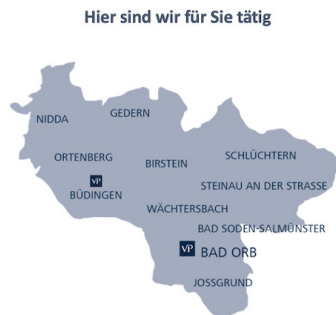 Hier sind wir für Sie tätig
GEDERN
NIDDA
ORTENBERG
BIRSTEIN
SCHLÜCHTERN
VP
BÜDINGEN
STEINAU AN DER STRASSE
WÄCHTERSBACH
BAD SODEN-SALMÜNSTER
VP BAD ORB
JOSSGRUND